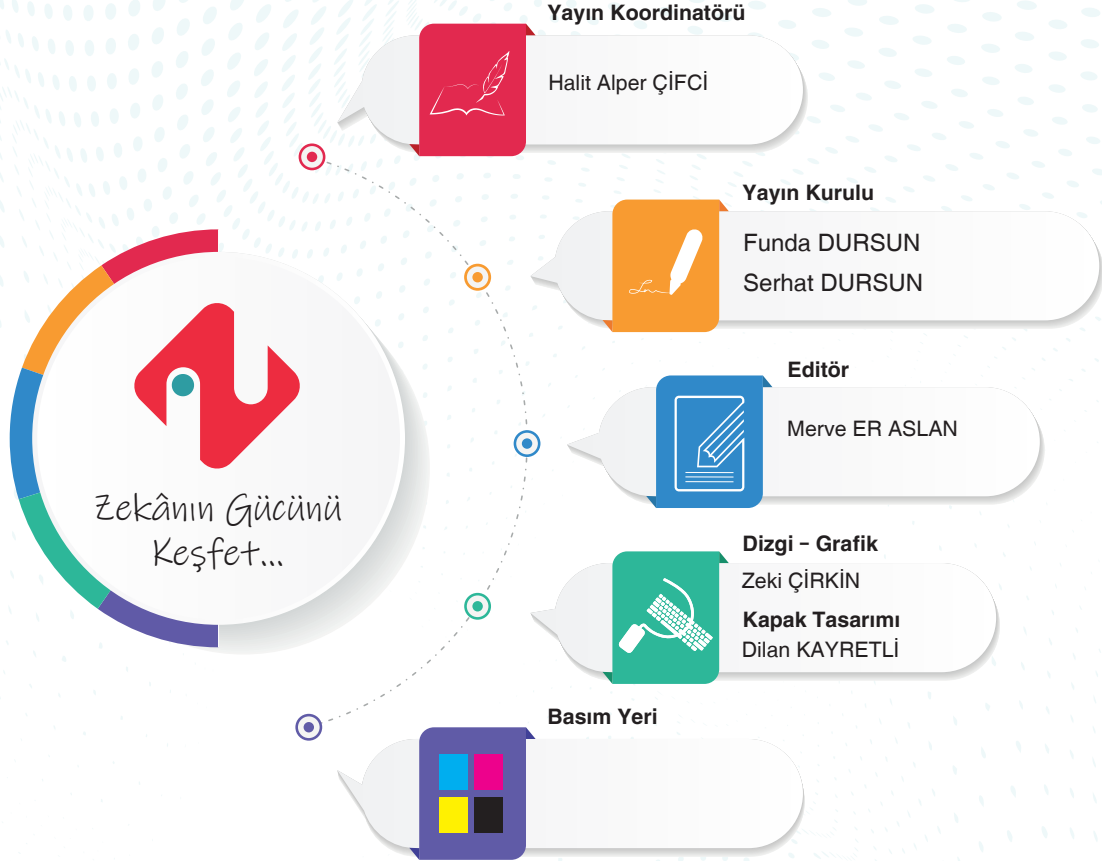 Yayın Koordinatörü
Halit Alper ÇİFCİ
Yayın Kurulu
Funda DURSUN
Serhat DURSUN
Editör
Merve ER ASLAN
Zekânın Gücünü
Keşfet...
Dizgi - Grafik
Zeki ÇİRKİN
Kapak Tasarımı
Dilan KAYRETLİ
Basım Yeri